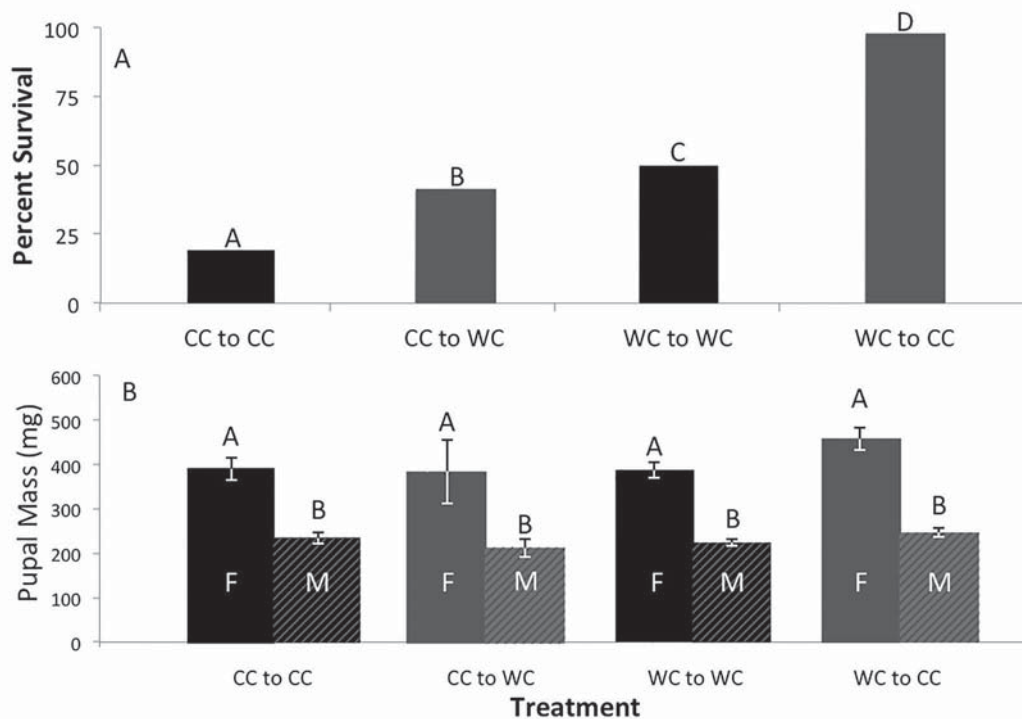 A
Percent Survival
100
75
50
25
0
A
B
C
D
CC to CC
CC to WC
WC to WC
WC to CC
B
Pupal Mass (mg)
600
500
400
300
200
100
0
A
B
A
B
A
B
A
B
F
M
F
M
F
M
F
M
CC to CC
CC to WC
WC to WC
WC to CC
Treatment